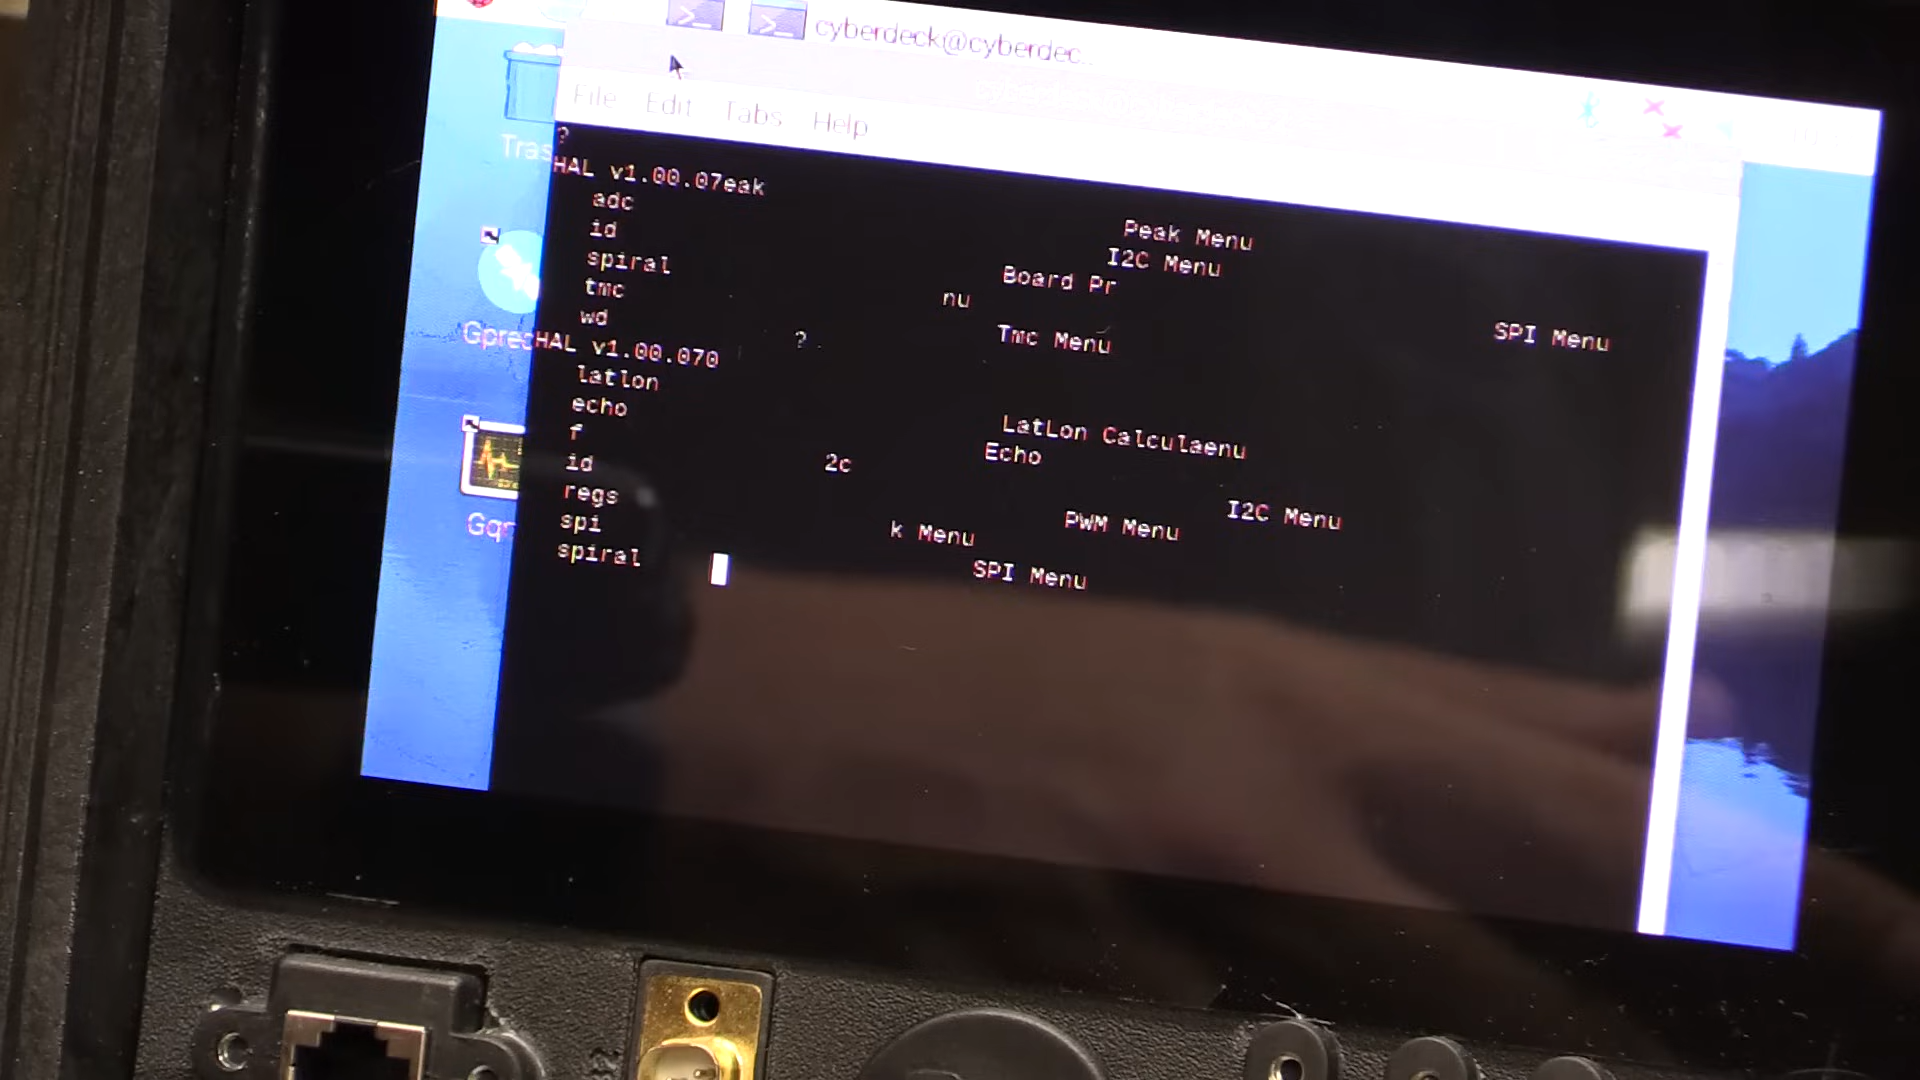 cyberdeck@cyberdec...
File Edit Tabs Help
?
HAL v1.00.07eak
adc Peak Menu
id I2C Menu
spiral Board Pr
tmc nu SPI Menu
wd ? Tmc Menu
HAL v1.00.070
latlon
echo LatLon Calculaenu
f Echo
id 2c I2C Menu
regs PWM Menu
spi k Menu
spiral SPI Menu
Tras
Gpre
Gqr